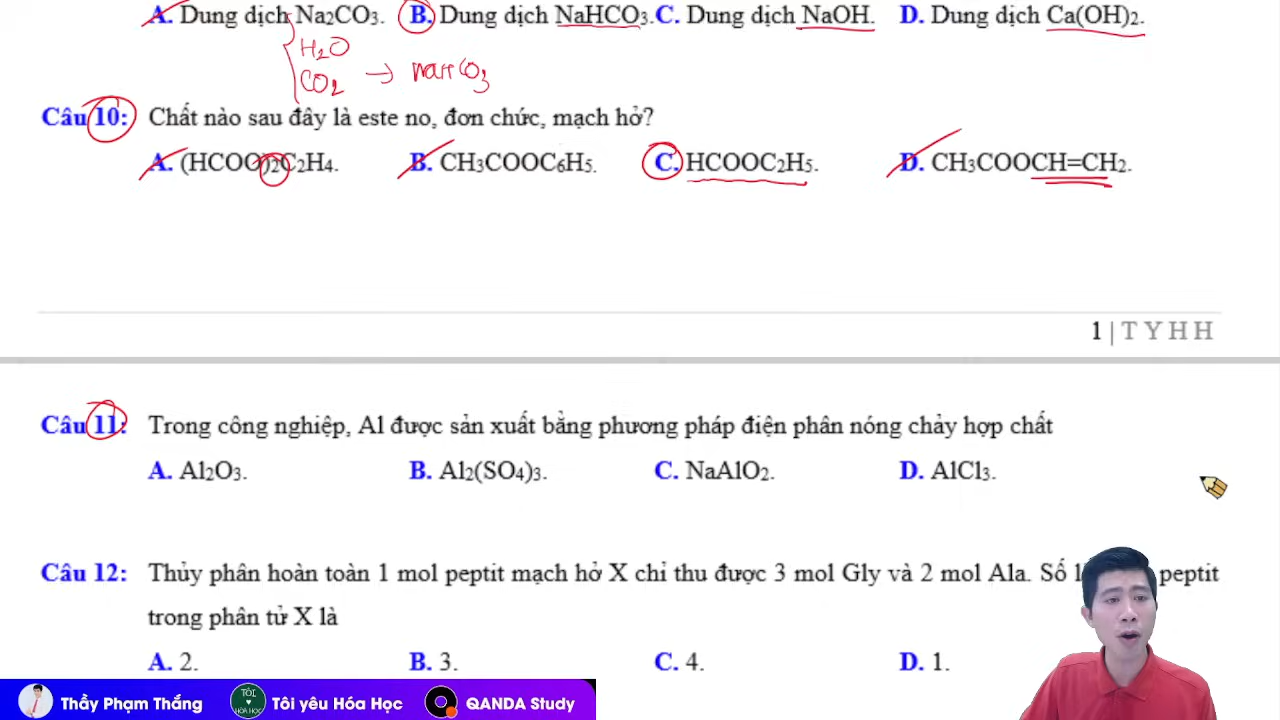 A. Dung dịch Na2CO3. B. Dung dịch NaHCO3. C. Dung dịch NaOH. D. Dung dịch Ca(OH)2.
H2O
CO2 → NaHCO3
Câu 10: Chất nào sau đây là este no, đơn chức, mạch hở?
A. (HCOO)2C2H4. B. CH3COOC6H5. C. HCOOC2H5. D. CH3COOCH=CH2.
1 | T Y H H
Câu 11: Trong công nghiệp, Al được sản xuất bằng phương pháp điện phân nóng chảy hợp chất
A. Al2O3. B. Al2(SO4)3. C. NaAlO2. D. AlCl3.
Câu 12: Thủy phân hoàn toàn 1 mol peptit mạch hở X chỉ thu được 3 mol Gly và 2 mol Ala. Số peptit
trong phân tử X là
A. 2. B. 3. C. 4. D. 1.
Thầy Phạm Thắng TÔI YÊU HÓA HỌC Tôi yêu Hóa Học QANDA Study